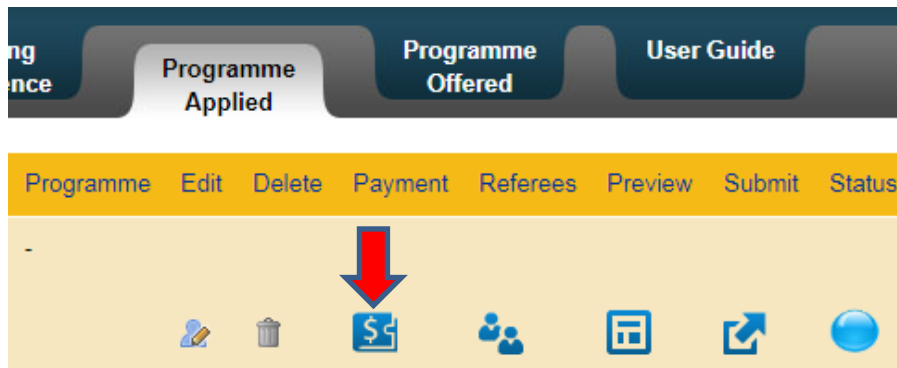 ng
ence
Programme
Applied
Programme
Offered
User Guide
Programme Edit Delete Payment Referees Preview Submit Status
-
$